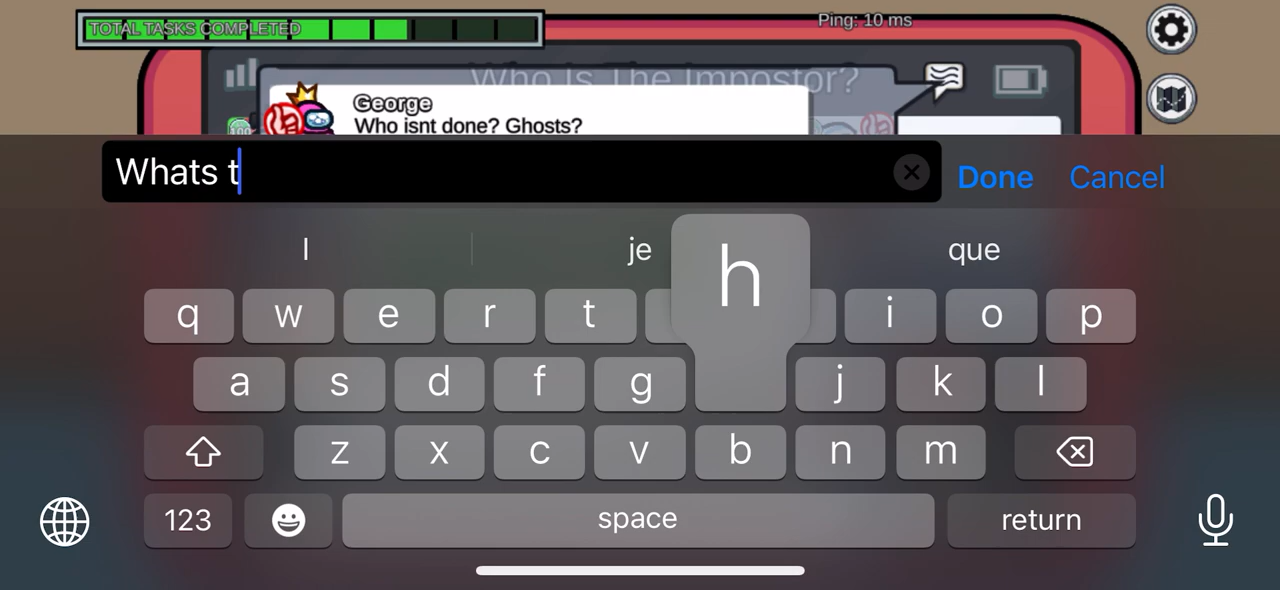 TOTAL TASKS COMPLETED
Ping: 10 ms
Who Is The Impostor?
George
100
Who isnt done? Ghosts?
Whats t
Done
Cancel
I
je
que
h
q w e r t i o p
a s d f g j k l
z x c v b n m
123
space
return